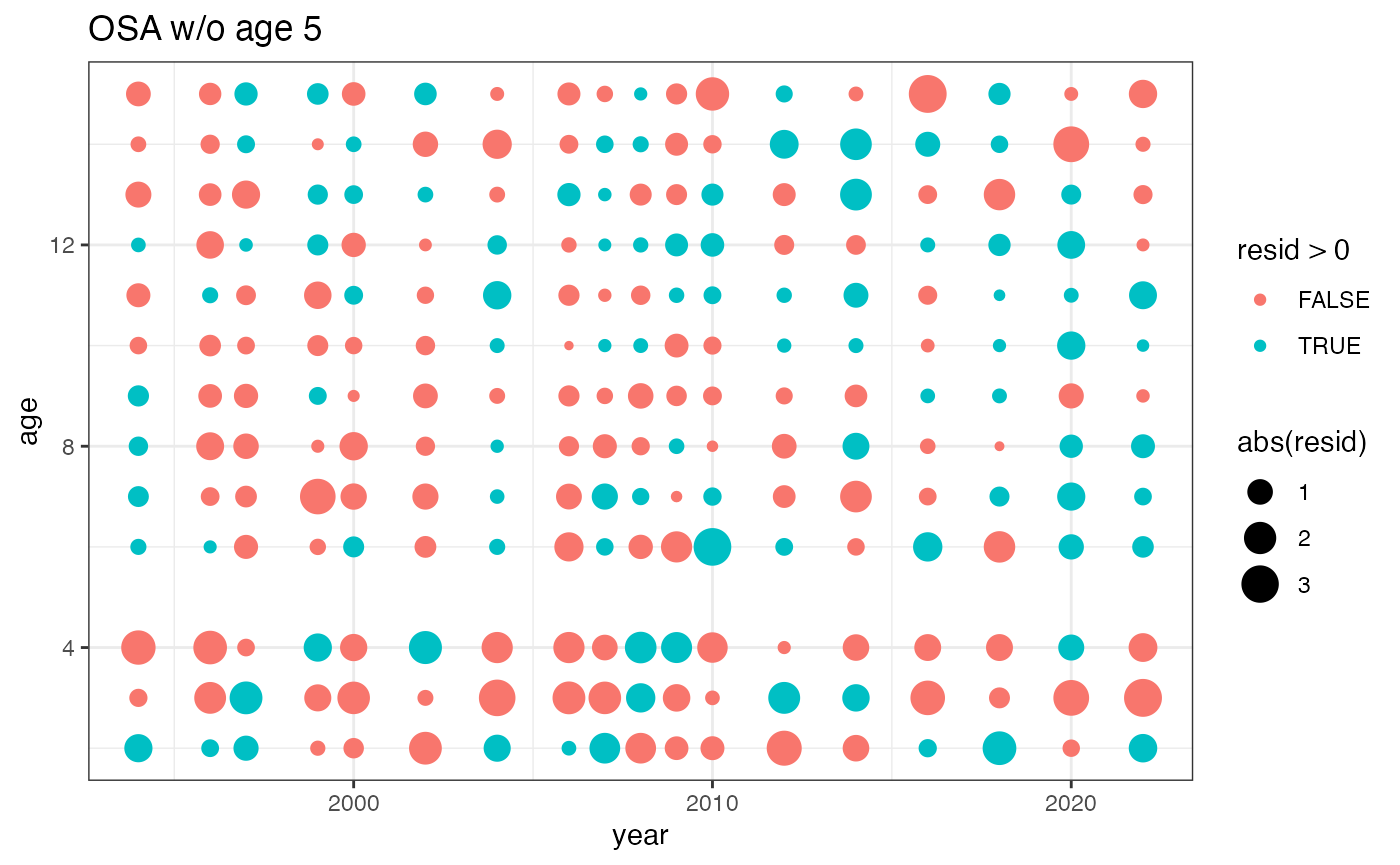 OSA w/o age 5
12
8
4
age
2000
2010
2020
year
resid > 0
FALSE
TRUE
abs(resid)
1
2
3